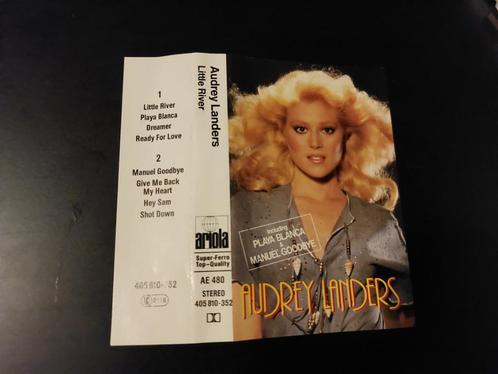 1
Little River
Playa Blanca
Dreamer
Ready For Love
2
Manuel Goodbye
Give Me Back
My Heart
Hey Sam
Shot Down
405 810-352
Audrey Landers
Little River
ariola
Super-Ferro
Top-Quality
AE 480
STEREO
405 810-352
including
PLAYA BLANCA
&
MANUEL GOODBYE
AUDREY LANDERS